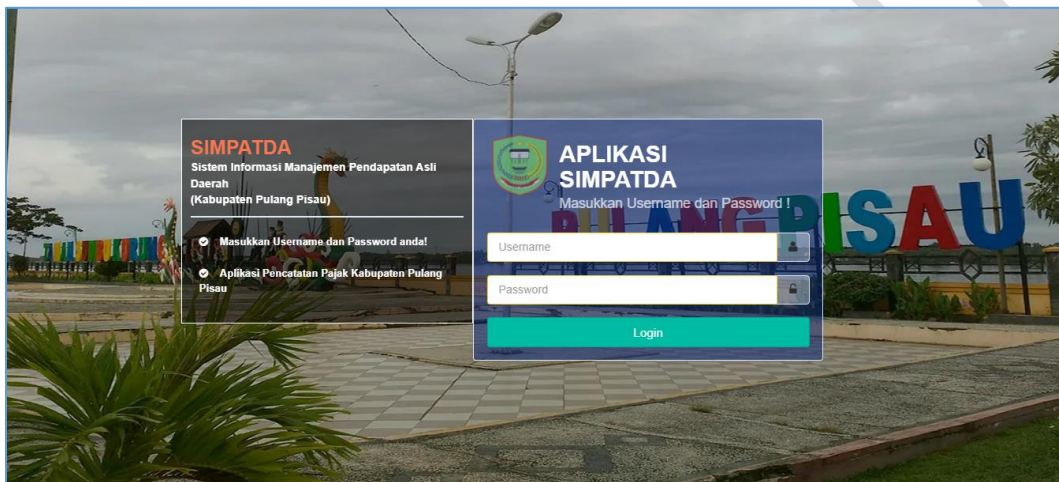 SIMPATDA
Sistem Informasi Manajemen Pendapatan Asli
Daerah
(Kabupaten Pulang Pisau)
Masukkan Username dan Password anda!
Aplikasi Pencatatan Pajak Kabupaten Pulang
Pisau
APLIKASI
SIMPATDA
Masukkan Username dan Password !
Username
Password
Login
PULANG PISAU